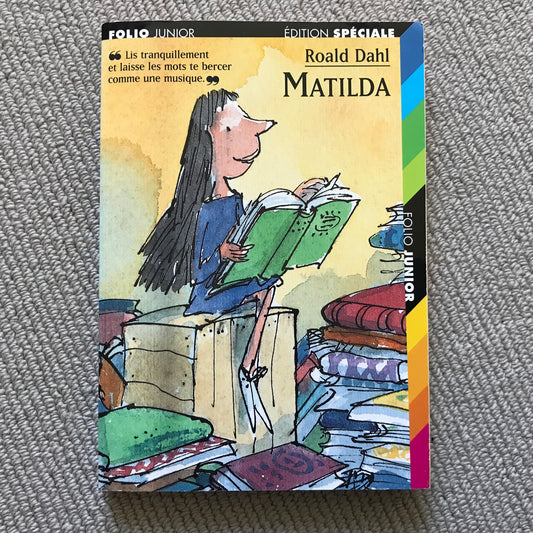 FOLIO JUNIOR
ÉDITION SPÉCIALE
❝ Lis tranquillement
et laisse les mots te bercer
comme une musique. ❞
Roald Dahl
MATILDA
FOLIO JUNIOR